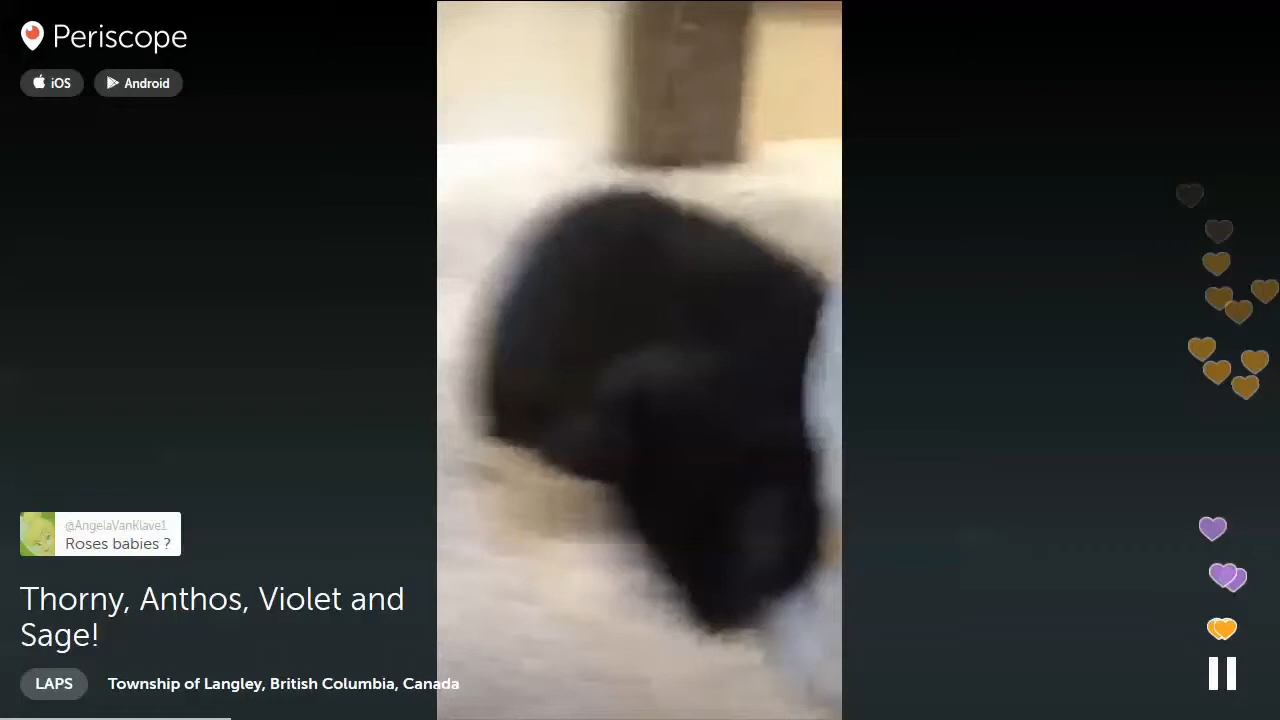 Periscope
iOS
Android
@AngelaVanKlave1
Roses babies ?
Thorny, Anthos, Violet and
Sage!
LAPS
Township of Langley, British Columbia, Canada